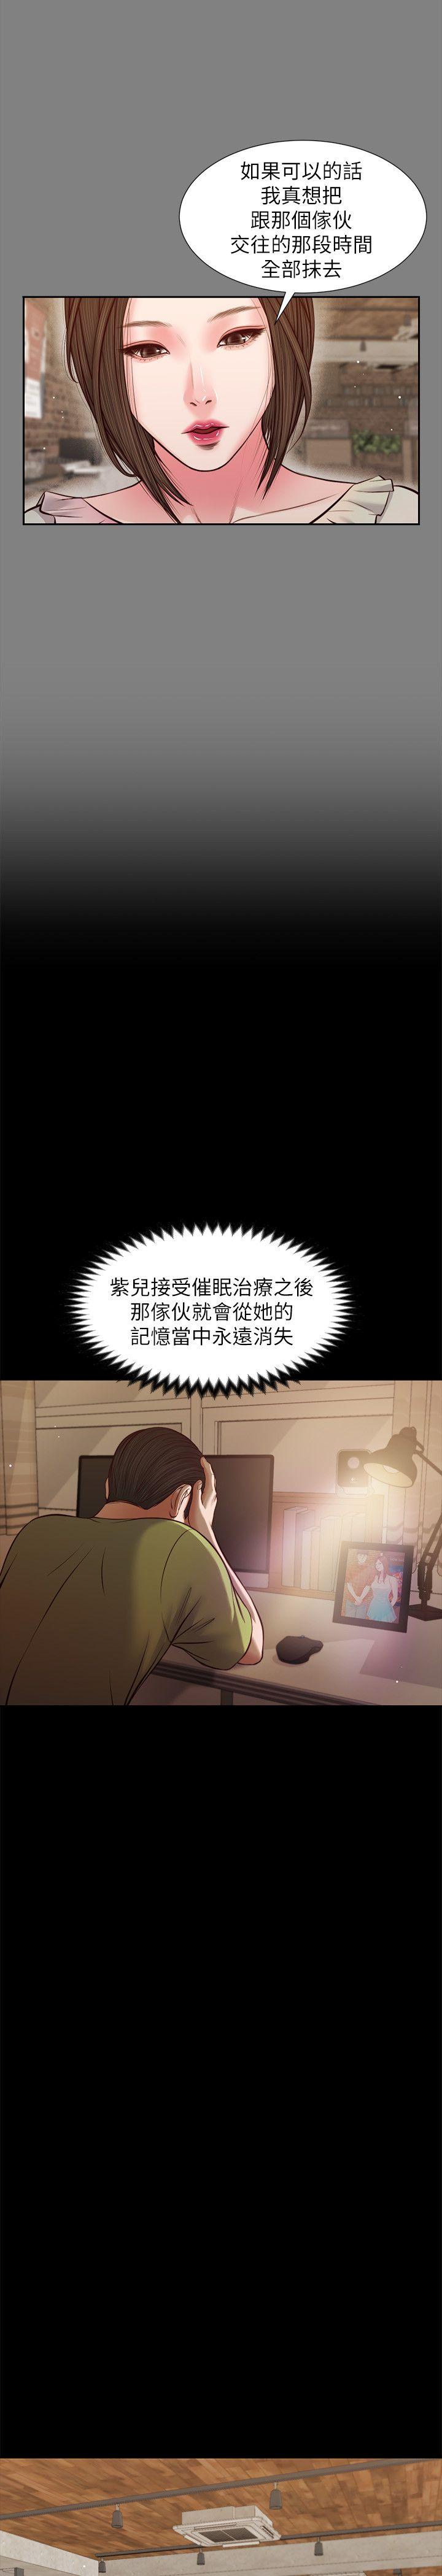 如果可以的話
我真想把
跟那個傢伙
交往的那段時間
全部抹去
紫兒接受催眠治療之後
那傢伙就會從她的
記憶當中永遠消失